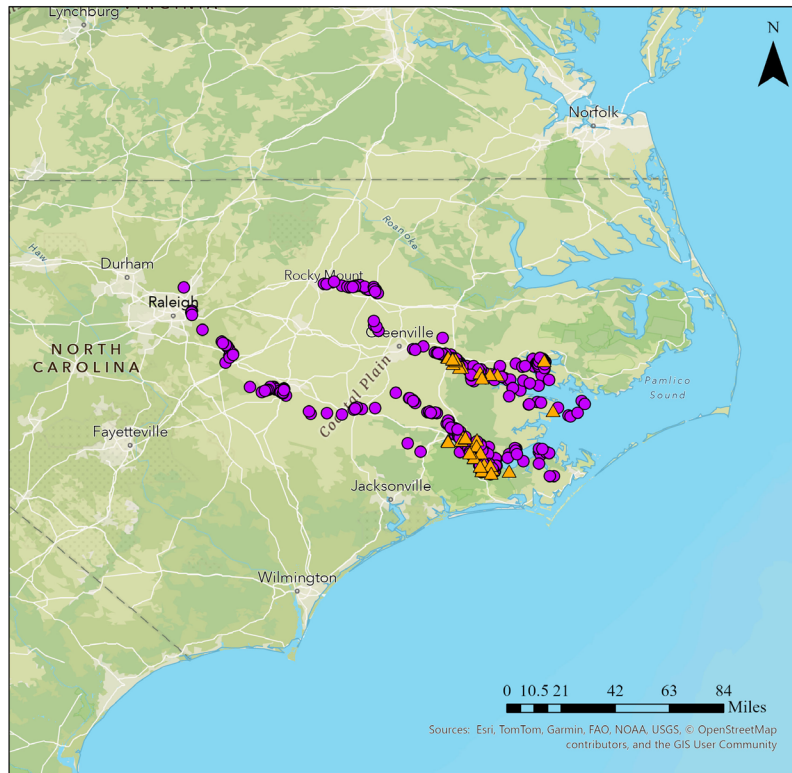 VIRGINIA
Lynchburg
N
Norfolk
Roanoke
Haw
Durham
Rocky Mount
Raleigh
Greenville
NORTH
CAROLINA
Coastal Plain
Pamlico
Sound
Fayetteville
Jacksonville
Wilmington
0 10.5 21 42 63 84
Miles
Sources: Esri, TomTom, Garmin, FAO, NOAA, USGS, © OpenStreetMap
contributors, and the GIS User Community